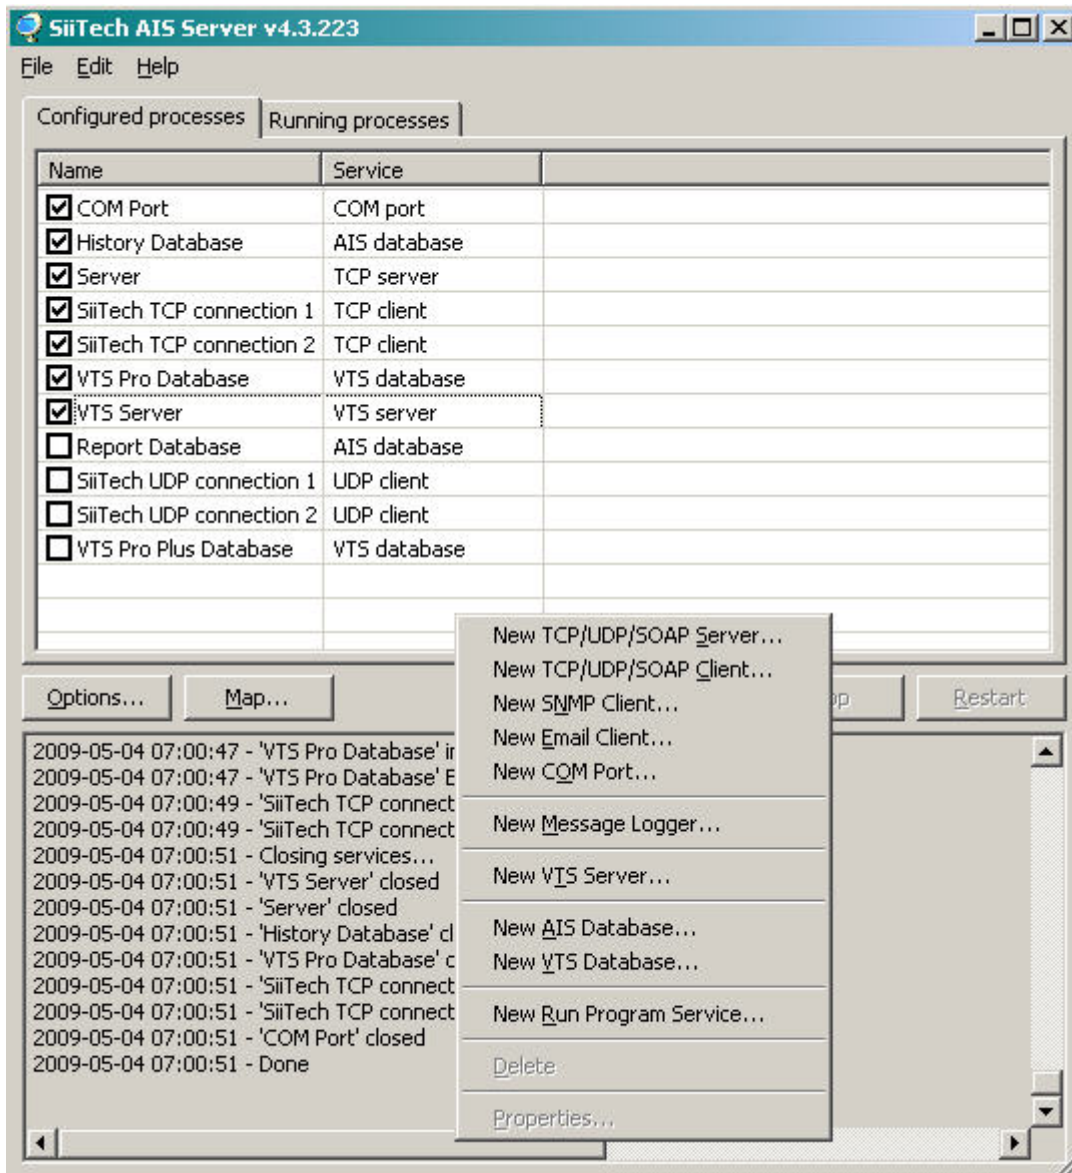 SiiTech AIS Server v4.3.223
File Edit Help
Configured processes Running processes
Name Service
COM Port COM port
History Database AIS database
Server TCP server
SiiTech TCP connection 1 TCP client
SiiTech TCP connection 2 TCP client
VTS Pro Database VTS database
VTS Server VTS server
Report Database AIS database
SiiTech UDP connection 1 UDP client
SiiTech UDP connection 2 UDP client
VTS Pro Plus Database VTS database
New TCP/UDP/SOAP Server...
New TCP/UDP/SOAP Client...
New SNMP Client...
New Email Client...
New COM Port...
New Message Logger...
New VTS Server...
New AIS Database...
New VTS Database...
New Run Program Service...
Delete
Properties...
Options... Map... Restart
2009-05-04 07:00:47 - 'VTS Pro Database'
2009-05-04 07:00:47 - 'VTS Pro Database'
2009-05-04 07:00:49 - 'SiiTech TCP
2009-05-04 07:00:49 - 'SiiTech TCP
2009-05-04 07:00:51 - Closing services...
2009-05-04 07:00:51 - 'VTS Server' closed
2009-05-04 07:00:51 - 'Server' closed
2009-05-04 07:00:51 - 'History Database'
2009-05-04 07:00:51 - 'VTS Pro Database'
2009-05-04 07:00:51 - 'SiiTech TCP
2009-05-04 07:00:51 - 'SiiTech TCP
2009-05-04 07:00:51 - 'COM Port' closed
2009-05-04 07:00:51 - Done